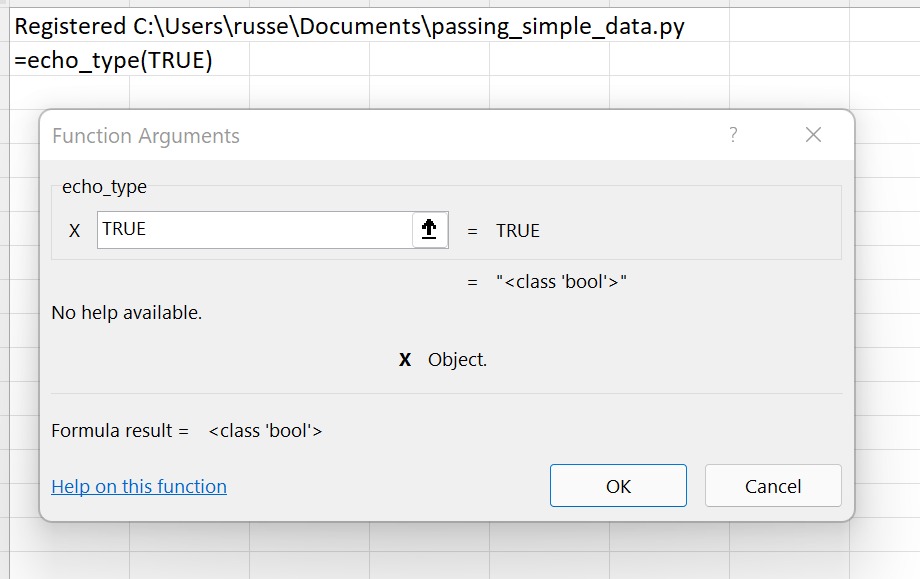 Registered C:\Users\russe\Documents\passing_simple_data.py
=echo_type(TRUE)
Function Arguments ?
echo_type
X TRUE = TRUE
= "<class 'bool'>"
No help available.
X Object.
Formula result = <class 'bool'>
Help on this function OK Cancel